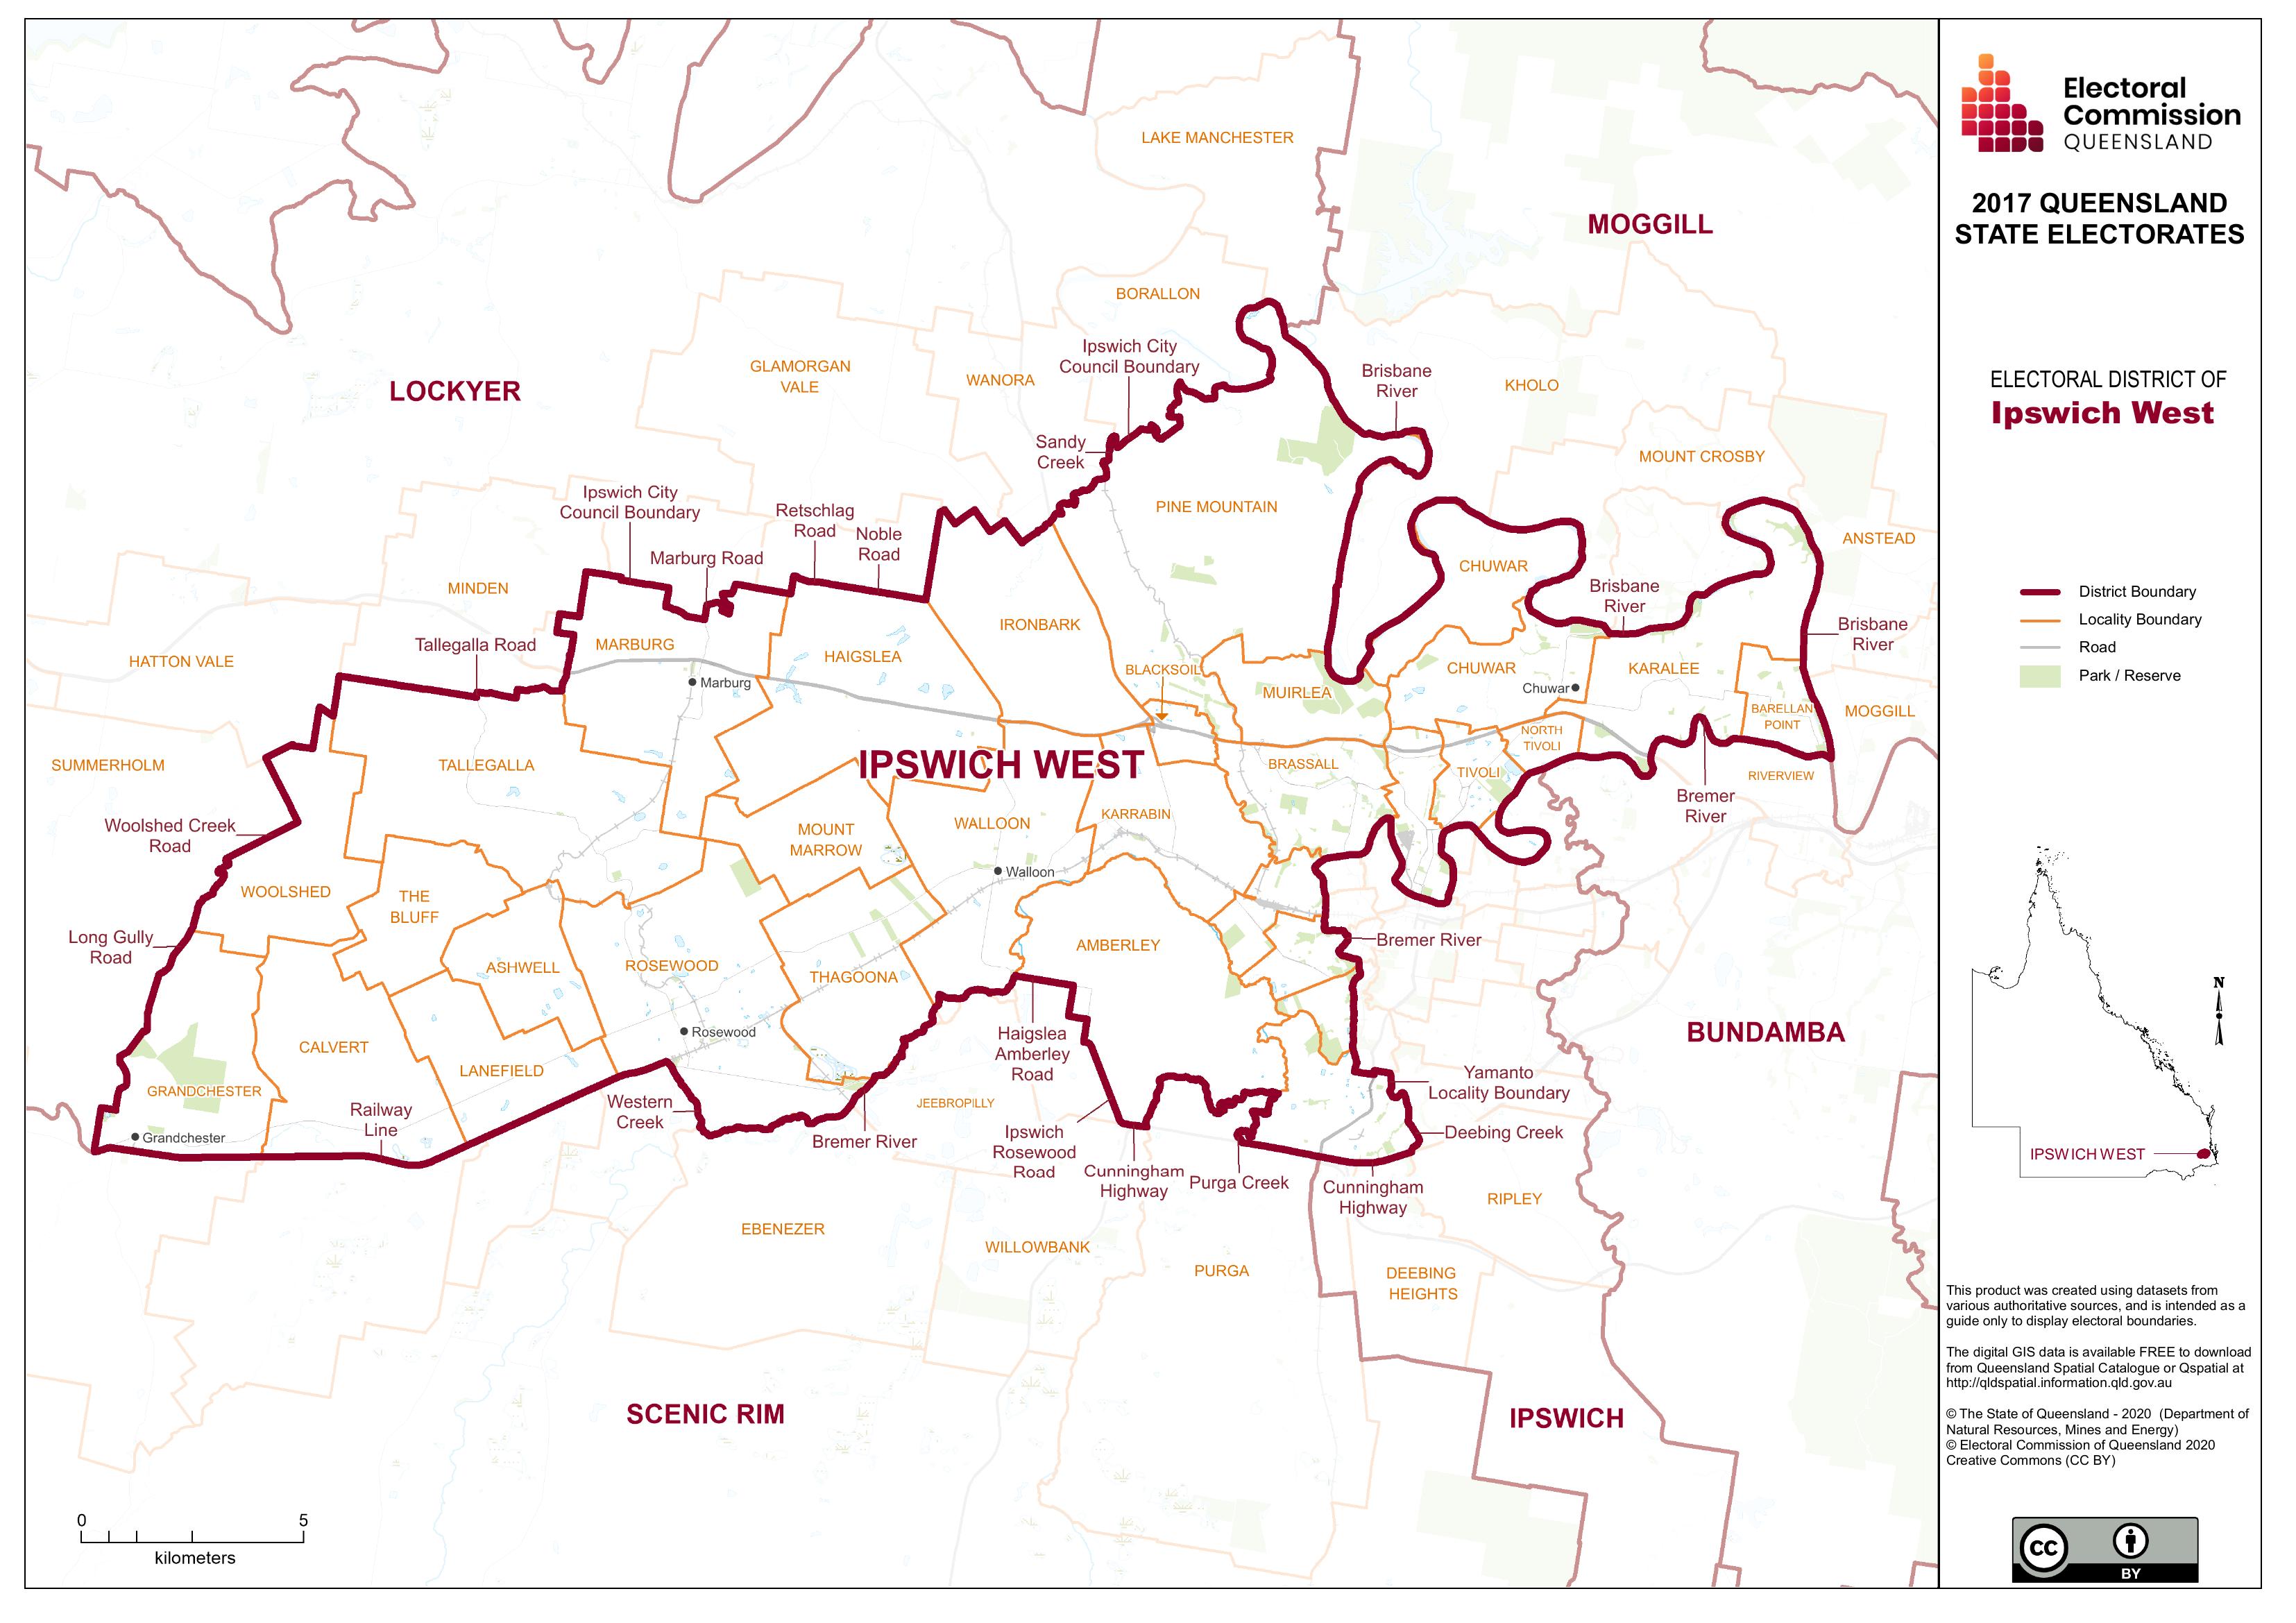 LAKE MANCHESTER
MOGGILL
BORALLON
Ipswich City
Council Boundary
GLAMORGAN
VALE
WANORA
Brisbane
River
KHOLO
LOCKYER
Sandy
Creek
MOUNT CROSBY
Ipswich City
Council Boundary
Retschlag
Road
Noble
Road
PINE MOUNTAIN
Marburg Road
ANSTEAD
CHUWAR
MINDEN
Brisbane
River
Brisbane
River
IRONBARK
Tallegalla Road
MARBURG
HAIGSLEA
HATTON VALE
BLACKSOIL
CHUWAR
KARALEE
Marburg
MUIRLEA
Chuwar
BARELLAN
POINT
MOGGILL
NORTH
TIVOLI
SUMMERHOLM
TALLEGALLA
IPSWICH WEST
BRASSALL
TIVOLI
RIVERVIEW
Bremer
River
Woolshed Creek
Road
MOUNT
MARROW
WALLOON
KARRABIN
Walloon
WOOLSHED
THE
BLUFF
Long Gully
Road
ASHWELL
ROSEWOOD
THAGOONA
AMBERLEY
Bremer River
Rosewood
Haigslea
Amberley
Road
BUNDAMBA
CALVERT
LANEFIELD
GRANDCHESTER
Railway
Line
Western
Creek
JEEBROPILLY
Yamanto
Locality Boundary
Grandchester
Bremer River
Ipswich
Rosewood
Road
Deebing Creek
Cunningham
Highway
Purga Creek
Cunningham
Highway
RIPLEY
EBENEZER
WILLOWBANK
PURGA
DEEBING
HEIGHTS
SCENIC RIM
IPSWICH
0 5
kilometers
Electoral
Commission
QUEENSLAND
2017 QUEENSLAND
STATE ELECTORATES
ELECTORAL DISTRICT OF
Ipswich West
District Boundary
Locality Boundary
Road
Park / Reserve
N
IPSWICH WEST
This product was created using datasets from
various authoritative sources, and is intended as a
guide only to display electoral boundaries.
The digital GIS data is available FREE to download
from Queensland Spatial Catalogue or Qspatial at
http://qldspatial.information.qld.gov.au
© The State of Queensland - 2020 (Department of
Natural Resources, Mines and Energy)
© Electoral Commission of Queensland 2020
Creative Commons (CC BY)
CC
BY